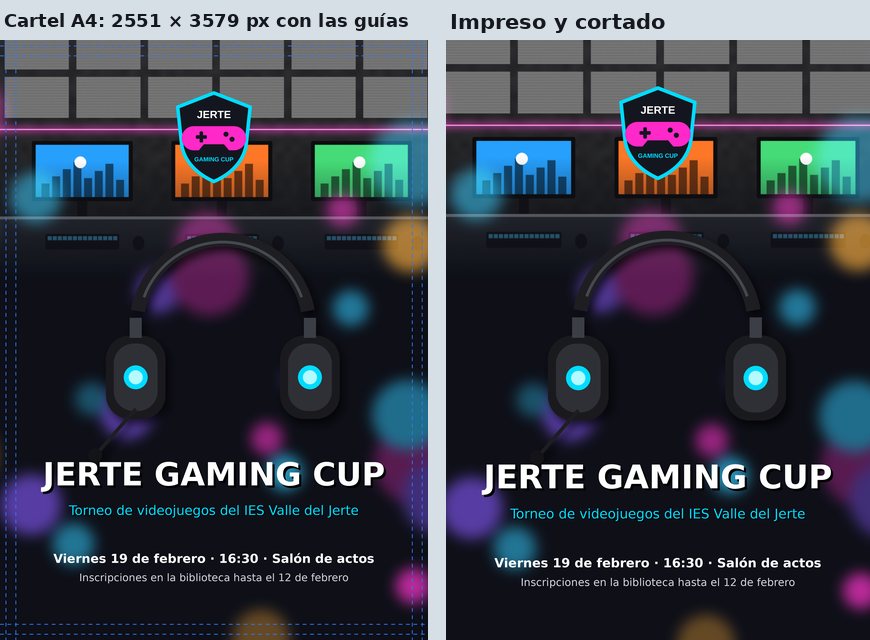 Cartel A4: 2551 × 3579 px con las guías
JERTE
GAMING CUP
JERTE GAMING CUP
Torneo de videojuegos del IES Valle del Jerte
Viernes 19 de febrero · 16:30 · Salón de actos
Inscripciones en la biblioteca hasta el 12 de febrero
Impreso y cortado
JERTE
GAMING CUP
JERTE GAMING CUP
Torneo de videojuegos del IES Valle del Jerte
Viernes 19 de febrero · 16:30 · Salón de actos
Inscripciones en la biblioteca hasta el 12 de febrero